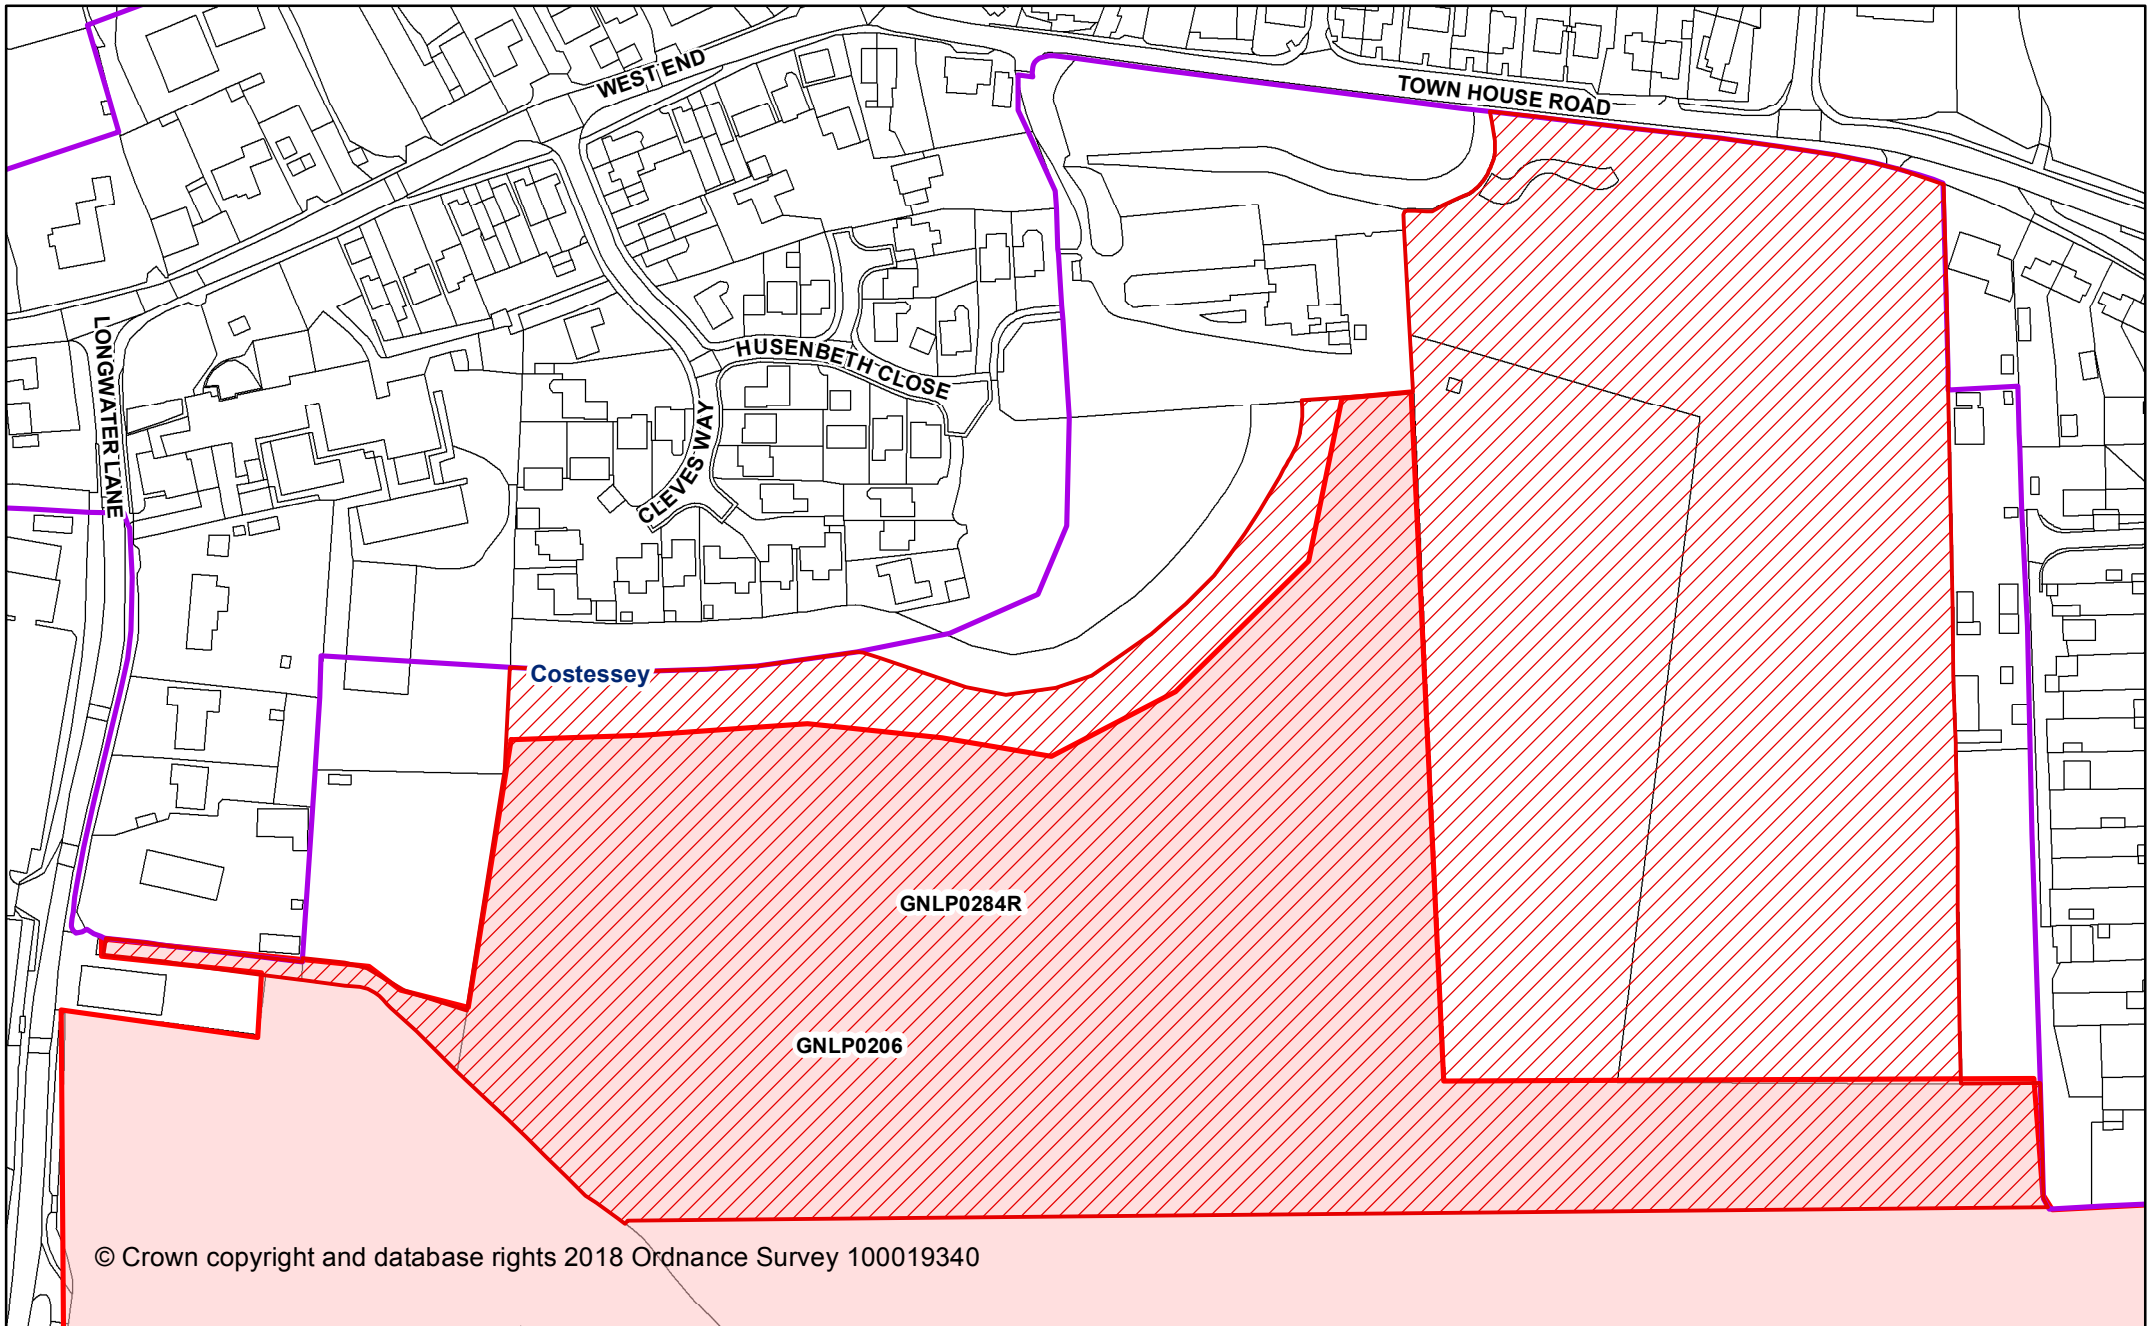 WEST END
TOWN HOUSE ROAD
LONGWATER LANE
HUSENBETH CLOSE
CLEVES WAY
Costessey
GNLP0284R
GNLP0206
© Crown copyright and database rights 2018 Ordnance Survey 100019340